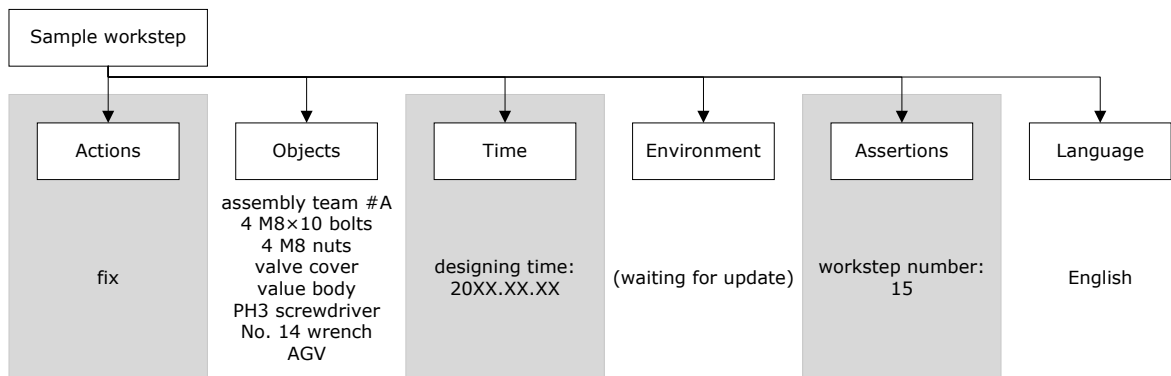 Sample workstep
Actions
Objects
Time
Environment
Assertions
Language
fix
assembly team #A
4 M8×10 bolts
4 M8 nuts
valve cover
value body
PH3 screwdriver
No. 14 wrench
AGV
designing time:
20XX.XX.XX
(waiting for update)
workstep number:
15
English